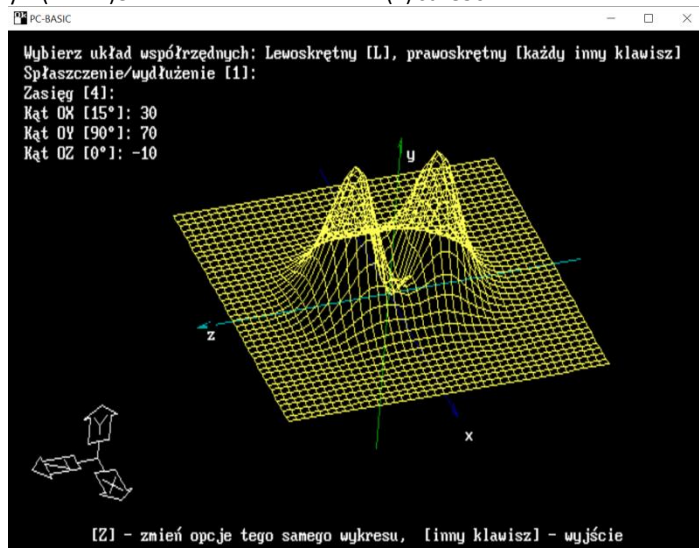 PC-BASIC
Wybierz układ współrzędnych: Lewoskrętny [L], prawoskrętny [każdy inny klawisz]
Spłaszczenie/wydłużenie [1]:
Zasięg [4]:
Kąt OX [15°]: 30
Kąt OY [90°]: 70
Kąt OZ [0°]: -10
y
z
x
Y
X
[Z] - zmień opcje tego samego wykresu, [inny klawisz] - wyjście